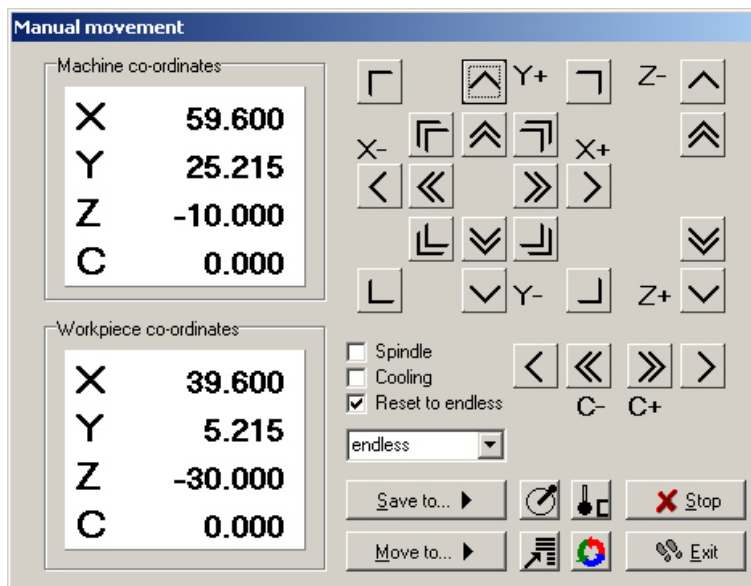 Manual movement
Machine co-ordinates
X 59.600
Y 25.215
Z -10.000
C 0.000
Y+
Z-
X-
X+
Y-
Z+
Workpiece co-ordinates
X 39.600
Y 5.215
Z -30.000
C 0.000
Spindle
Cooling
Reset to endless
C- C+
endless
Save to...
Stop
Move to...
Exit